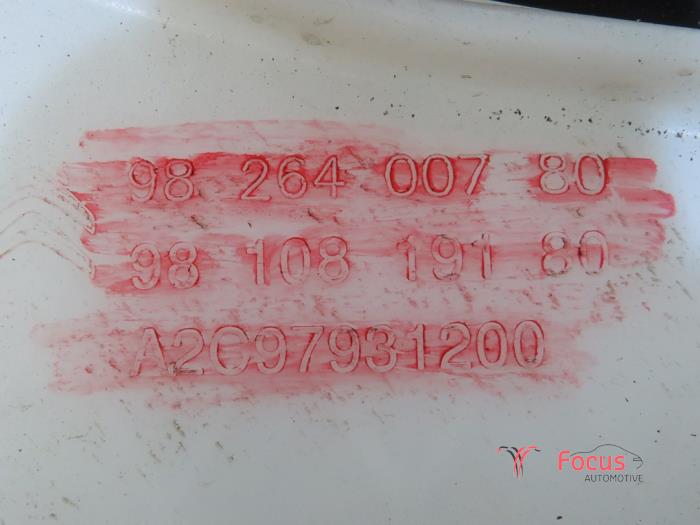 98 264 007 80
98 108 191 80
A2C97931200
Focus
AUTOMOTIVE